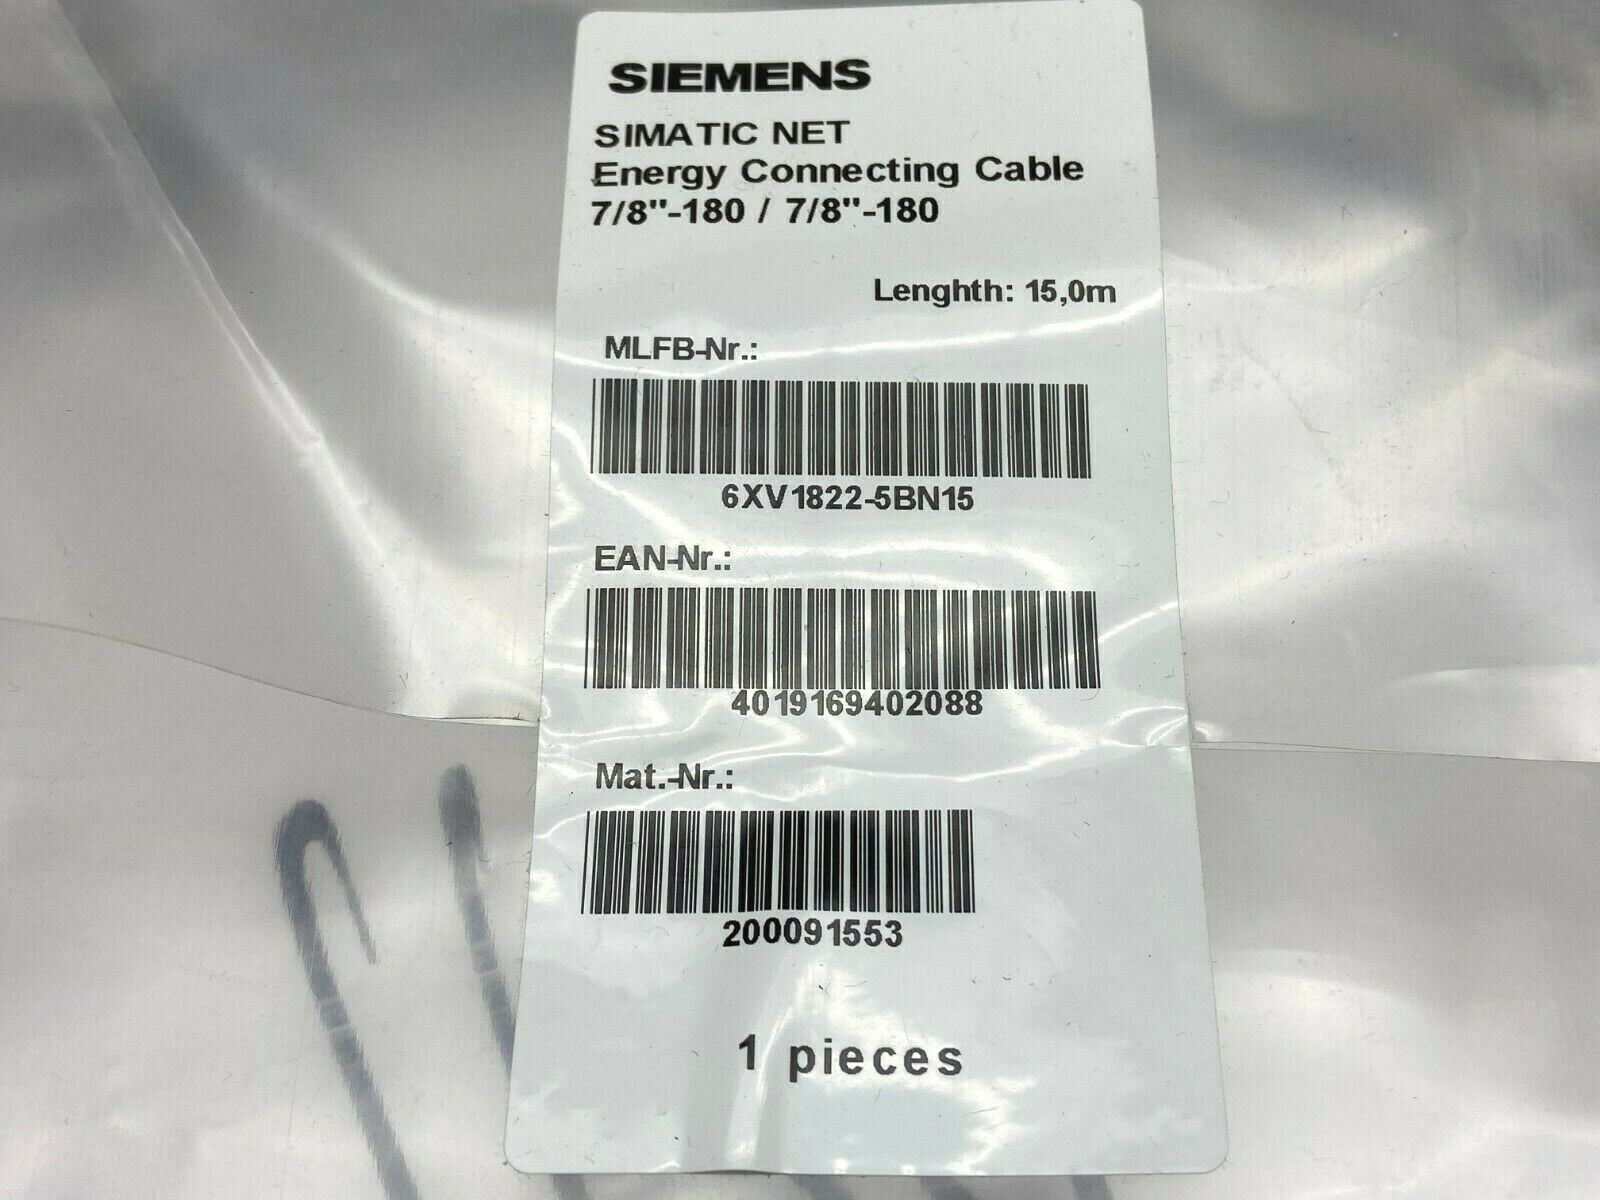 SIEMENS
SIMATIC NET
Energy Connecting Cable
7/8"-180 / 7/8"-180
Lenghth: 15,0m
MLFB-Nr.:
6XV1822-5BN15
EAN-Nr.:
4019169402088
Mat.-Nr.:
200091553
1 pieces